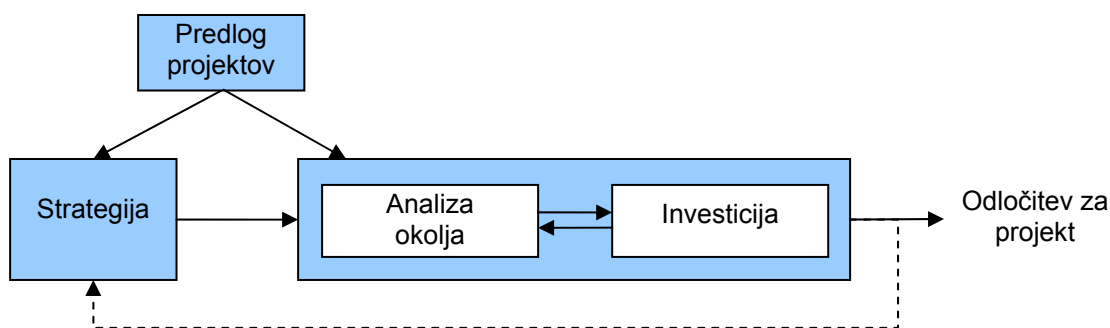 Predlog
projektov
Strategija
Analiza
okolja
Investicija
Odločitev za
projekt